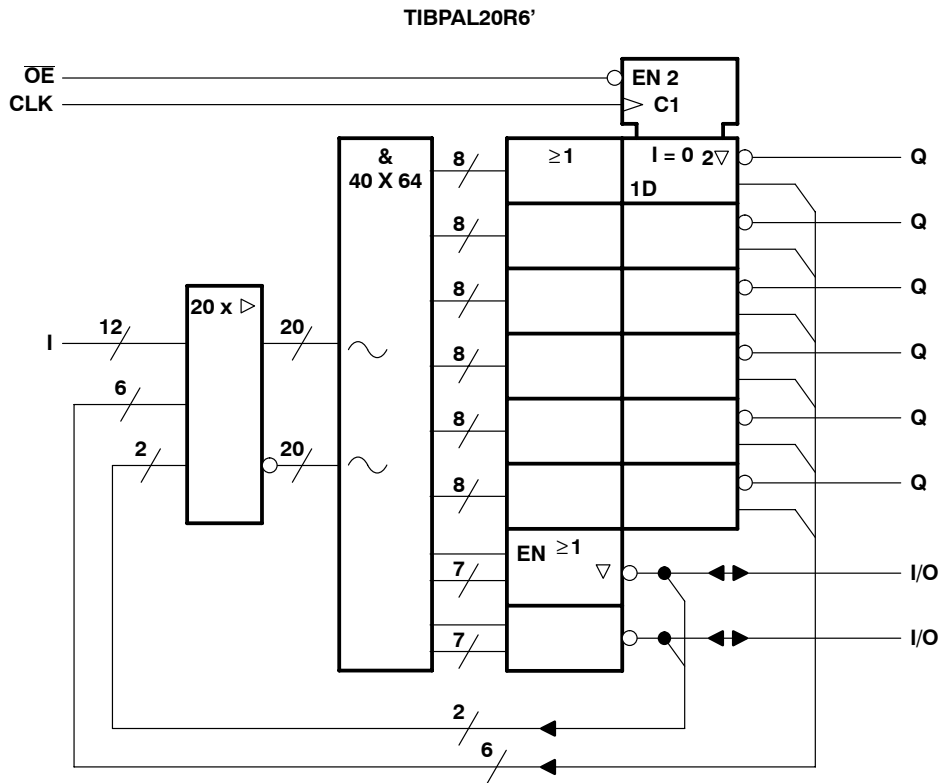 TIBPAL20R6’
OE
EN 2
CLK
C1
&
40 X 64
8
≥1
I = 0 2▽
Q
1D
8
Q
20 x ▷
8
Q
I
12
20
8
Q
6
8
Q
2
20
8
Q
EN ≥1
7
▽
I/O
7
I/O
2
6